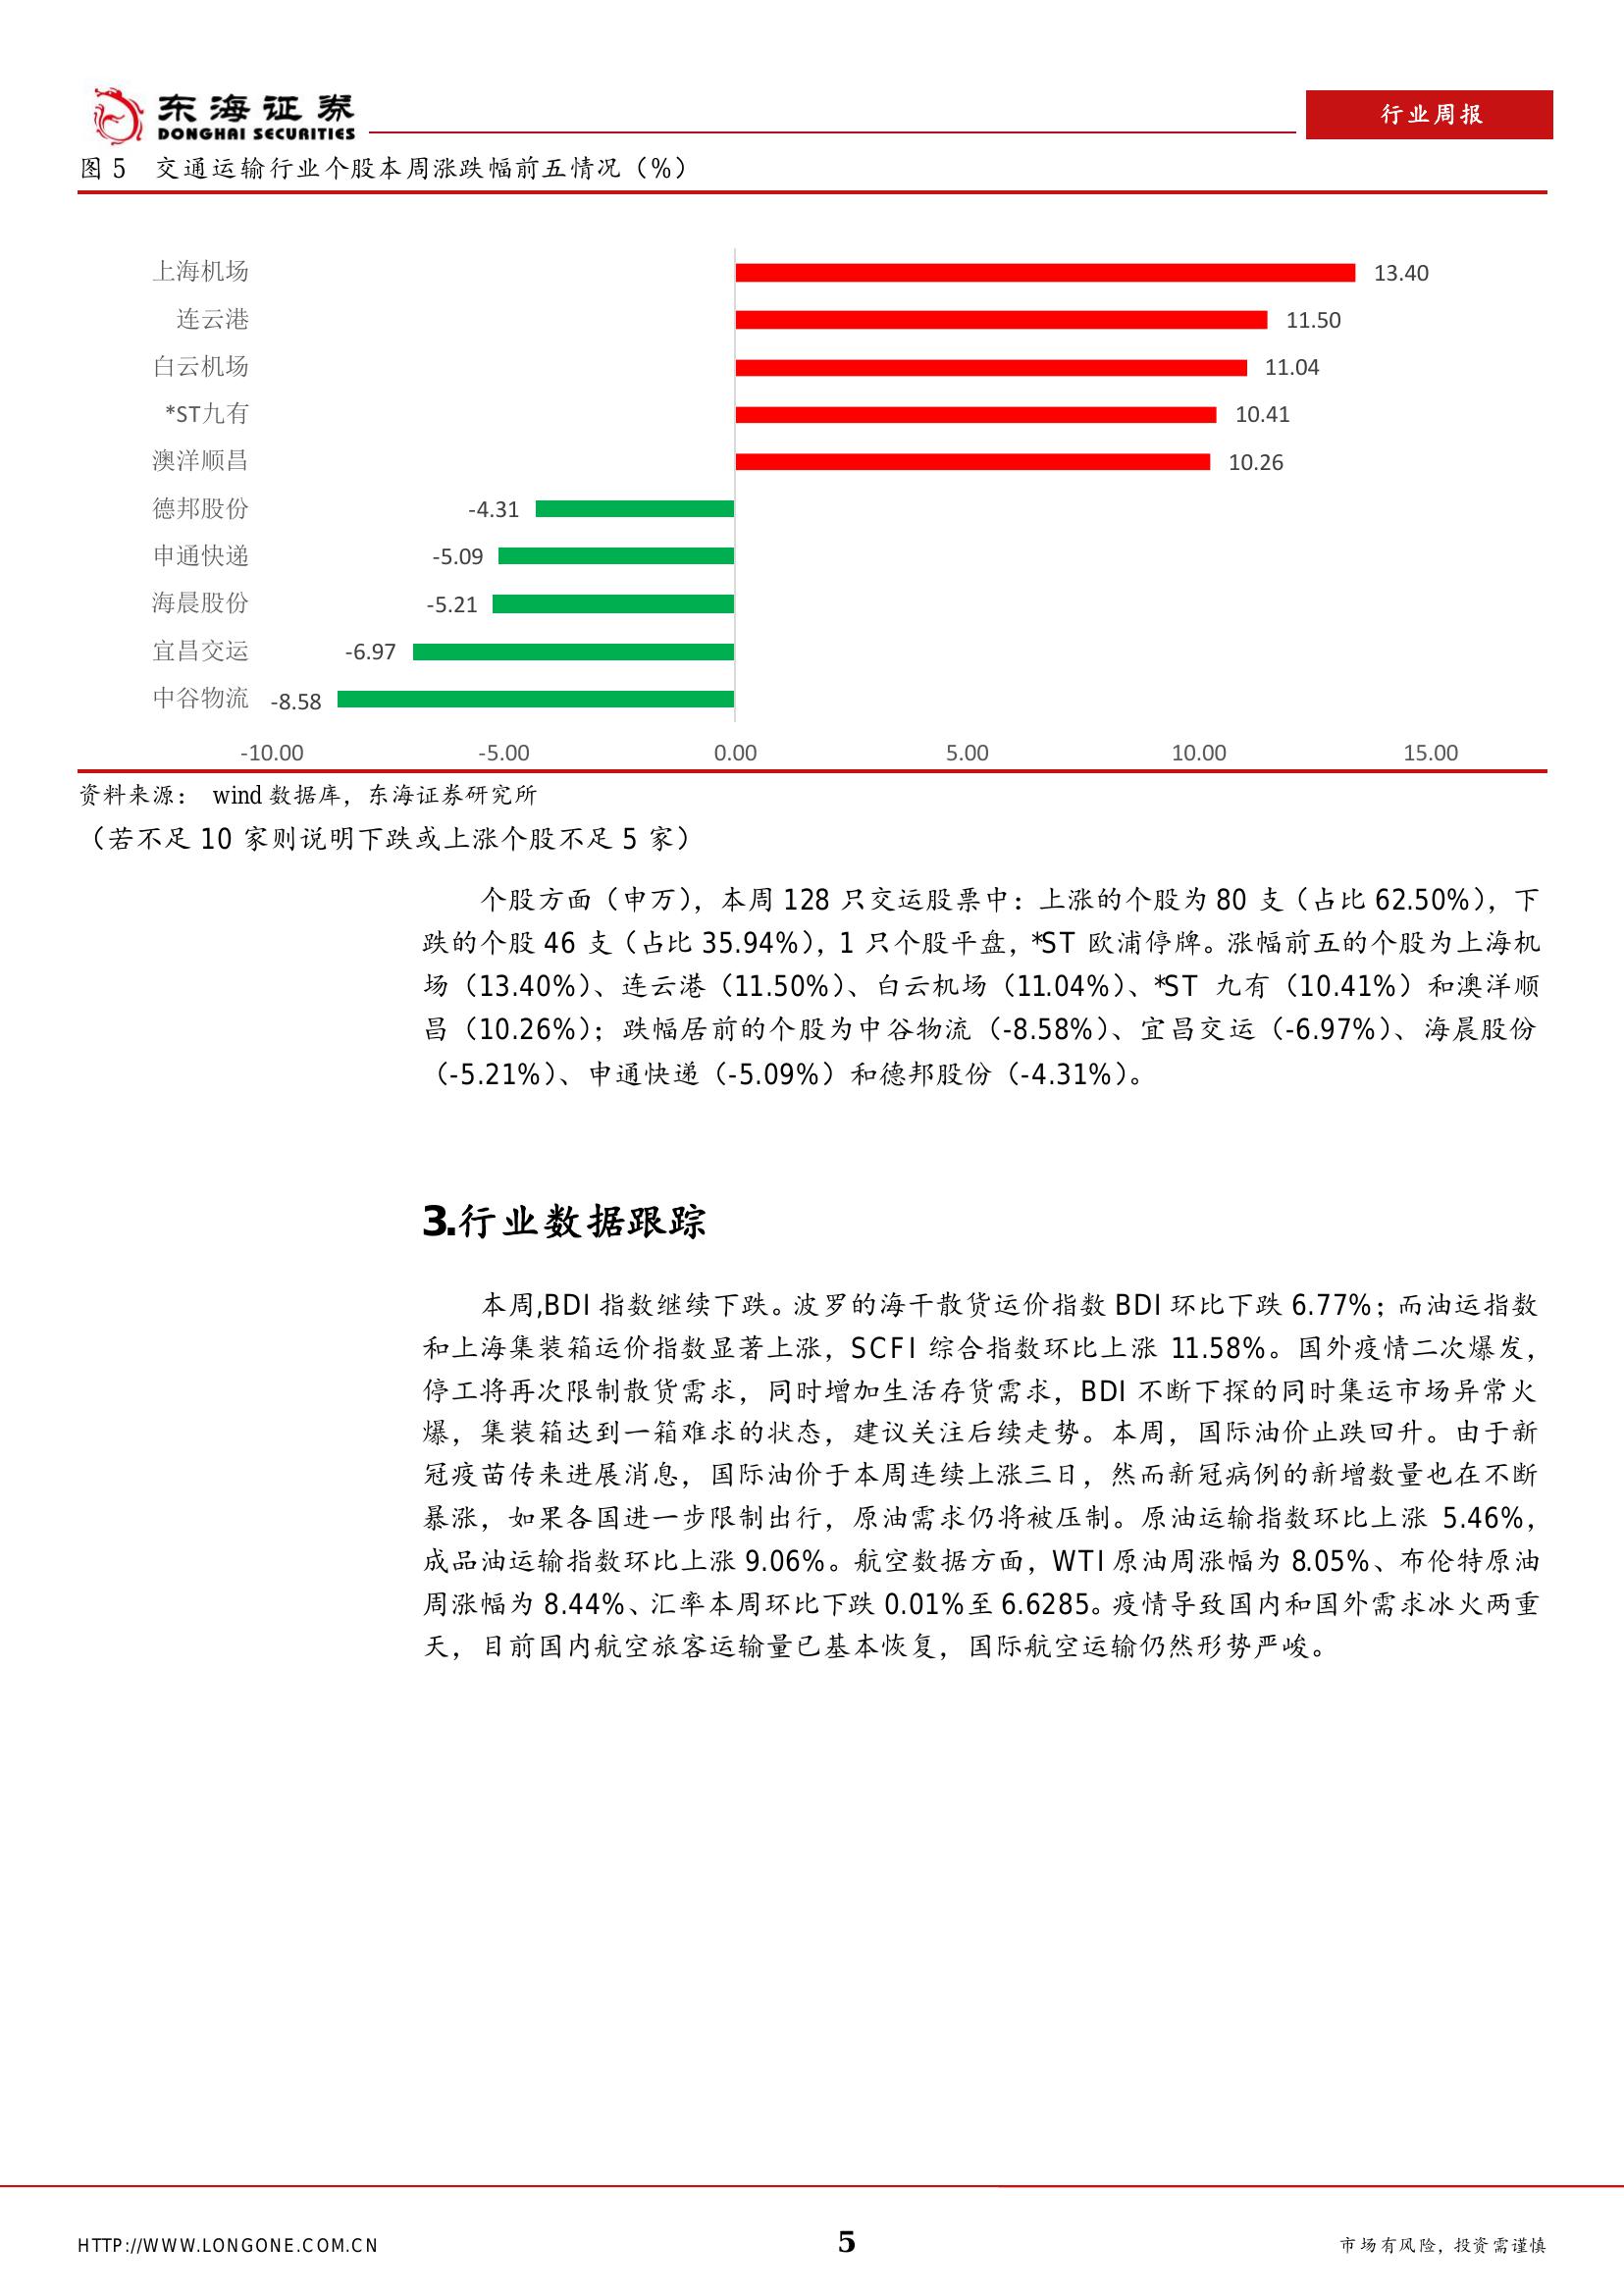 东海证券
DONGHAI SECURITIES
行业周报
图 5 交通运输行业个股本周涨跌幅前五情况（%）
上海机场 13.40
连云港 11.50
白云机场 11.04
*ST九有 10.41
澳洋顺昌 10.26
德邦股份 -4.31
申通快递 -5.09
海晨股份 -5.21
宜昌交运 -6.97
中谷物流 -8.58
-10.00 -5.00 0.00 5.00 10.00 15.00
资料来源： wind 数据库，东海证券研究所
（若不足 10 家则说明下跌或上涨个股不足 5 家）
个股方面（申万），本周 128 只交运股票中：上涨的个股为 80 支（占比 62.50%），下
跌的个股 46 支（占比 35.94%），1 只个股平盘，*ST 欧浦停牌。涨幅前五的个股为上海机
场（13.40%）、连云港（11.50%）、白云机场（11.04%）、*ST 九有（10.41%）和澳洋顺
昌（10.26%）；跌幅居前的个股为中谷物流（-8.58%）、宜昌交运（-6.97%）、海晨股份
（-5.21%）、申通快递（-5.09%）和德邦股份（-4.31%）。
3.行业数据跟踪
本周,BDI 指数继续下跌。波罗的海干散货运价指数 BDI 环比下跌 6.77%；而油运指数
和上海集装箱运价指数显著上涨，SCFI 综合指数环比上涨 11.58%。国外疫情二次爆发，
停工将再次限制散货需求，同时增加生活存货需求，BDI 不断下探的同时集运市场异常火
爆，集装箱达到一箱难求的状态，建议关注后续走势。本周，国际油价止跌回升。由于新
冠疫苗传来进展消息，国际油价于本周连续上涨三日，然而新冠病例的新增数量也在不断
暴涨，如果各国进一步限制出行，原油需求仍将被压制。原油运输指数环比上涨 5.46%，
成品油运输指数环比上涨 9.06%。航空数据方面，WTI 原油周涨幅为 8.05%、布伦特原油
周涨幅为 8.44%、汇率本周环比下跌 0.01%至 6.6285。疫情导致国内和国外需求冰火两重
天，目前国内航空旅客运输量已基本恢复，国际航空运输仍然形势严峻。
HTTP://WWW.LONGONE.COM.CN 5 市场有风险，投资需谨慎